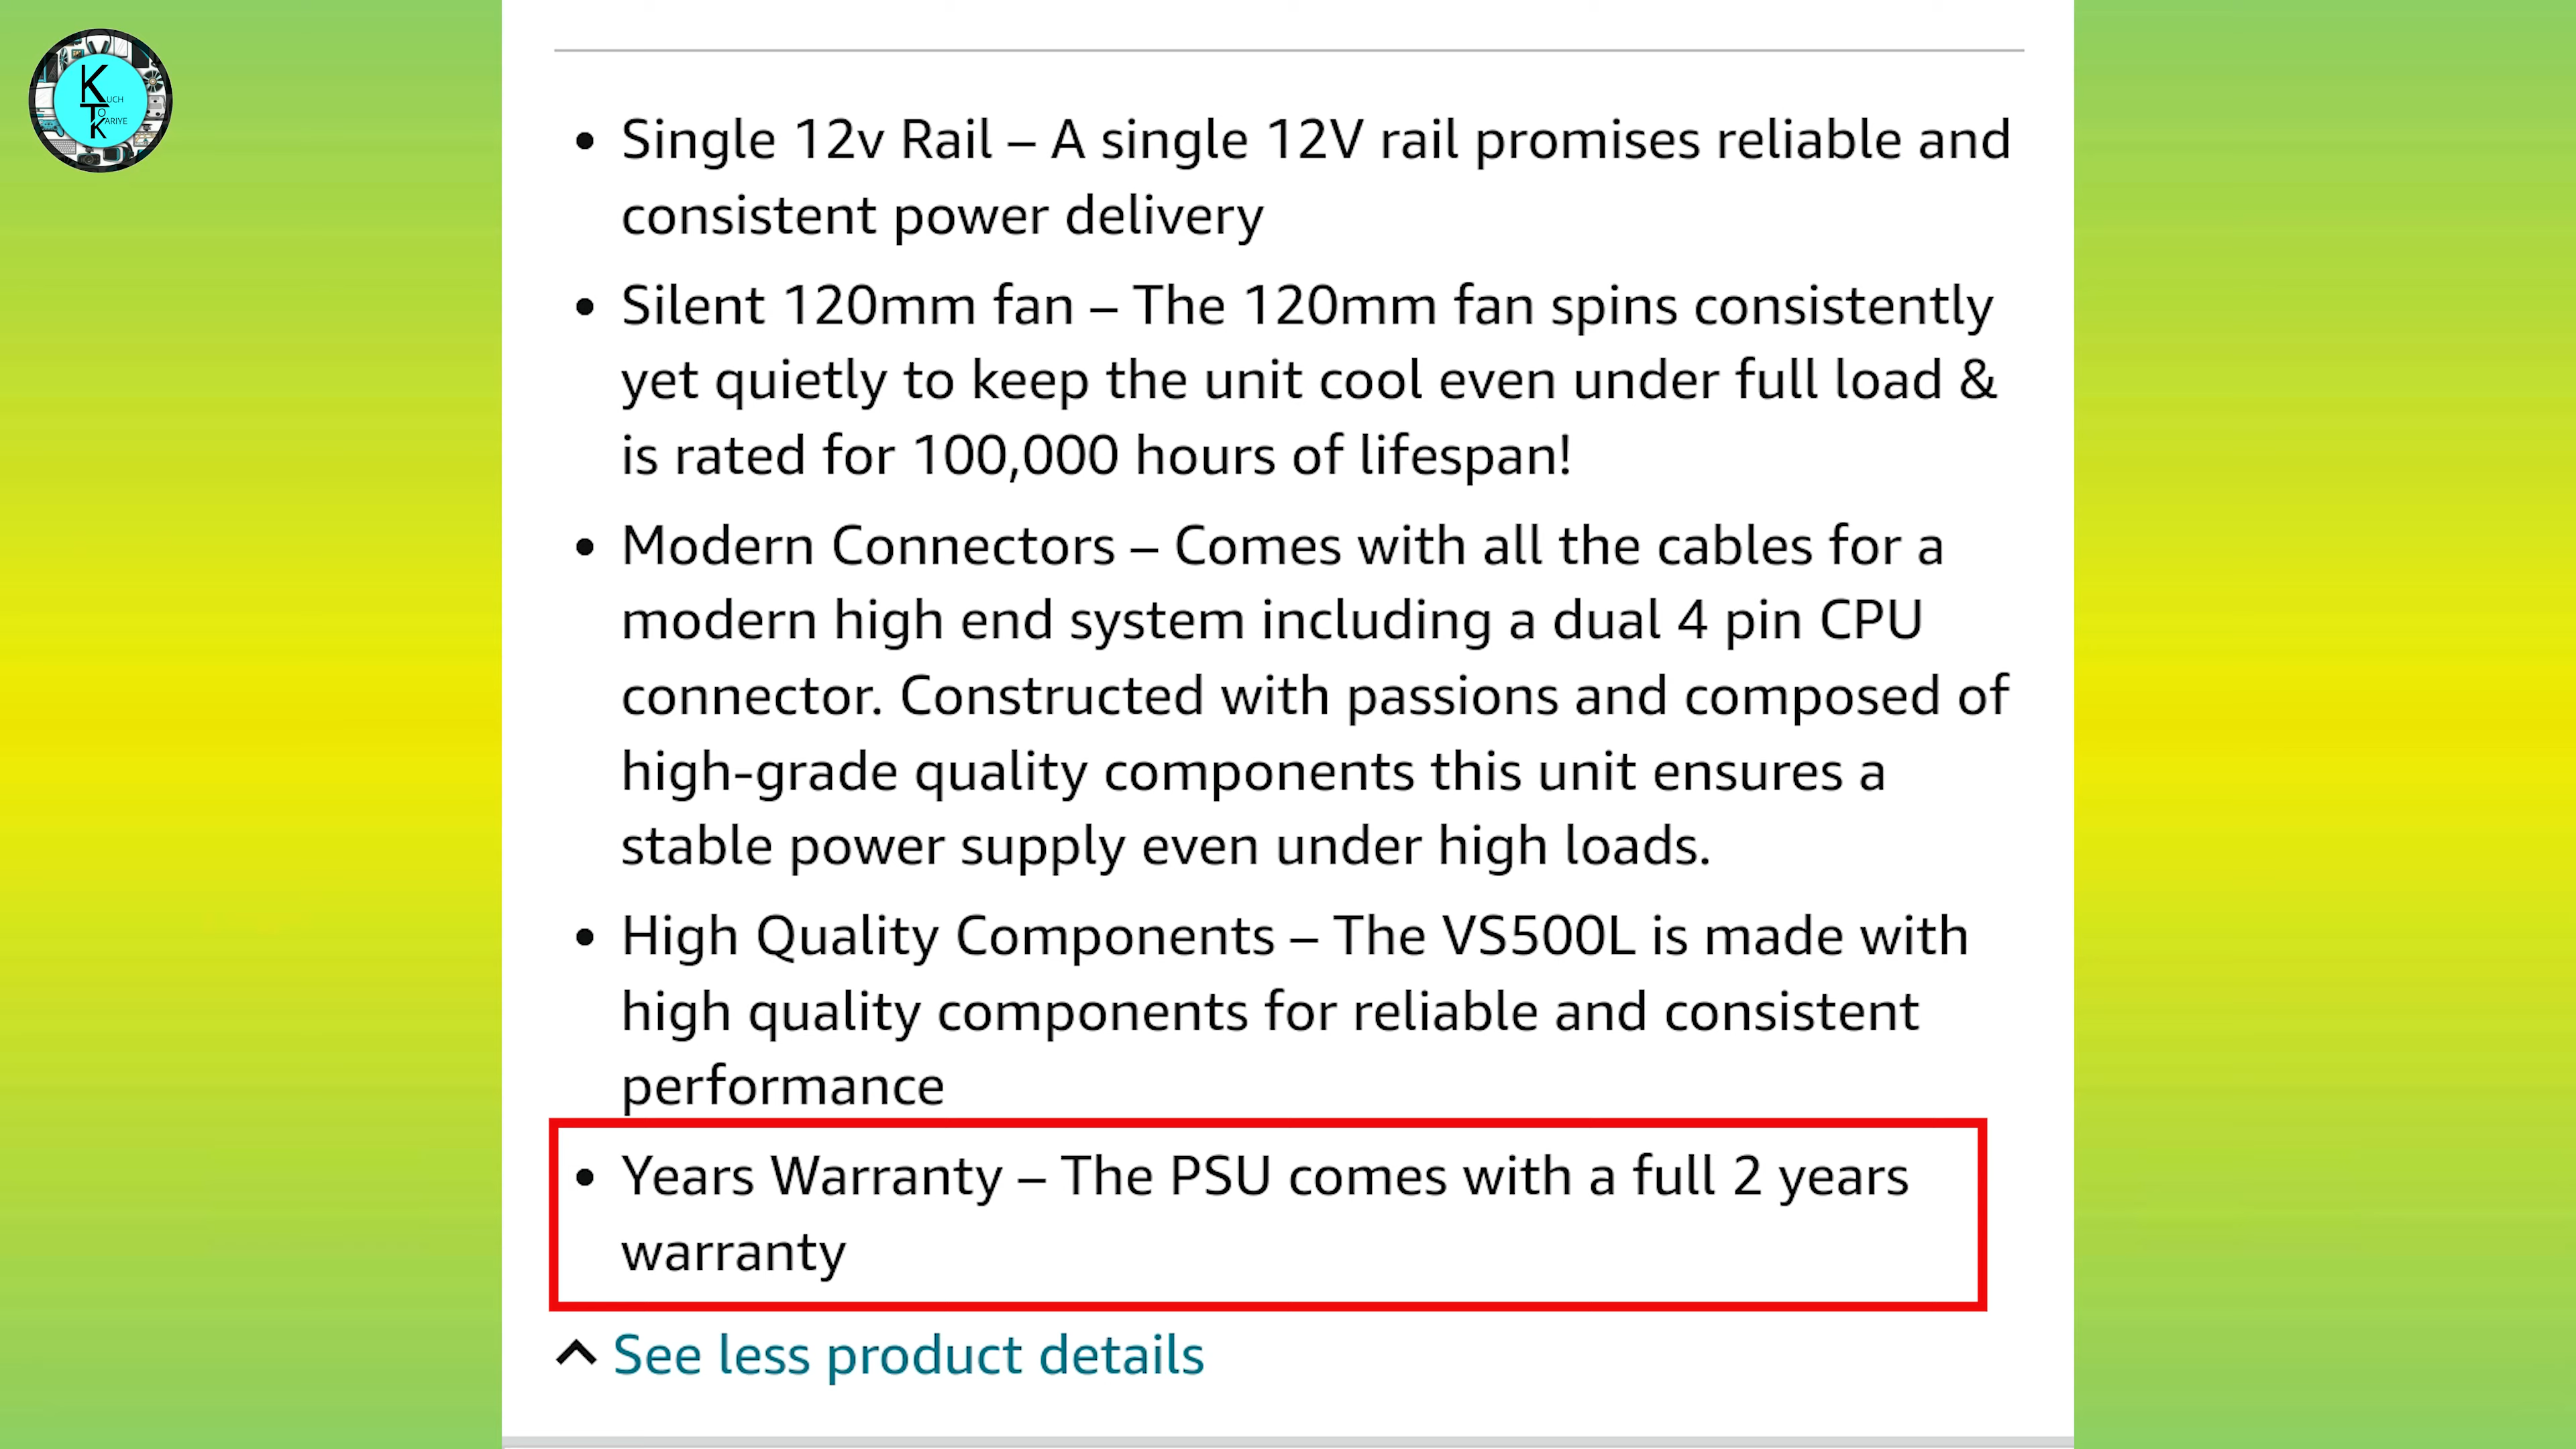 KUCH
TO
KARIYE
Single 12v Rail – A single 12V rail promises reliable and
consistent power delivery
Silent 120mm fan – The 120mm fan spins consistently
yet quietly to keep the unit cool even under full load &
is rated for 100,000 hours of lifespan!
Modern Connectors – Comes with all the cables for a
modern high end system including a dual 4 pin CPU
connector. Constructed with passions and composed of
high-grade quality components this unit ensures a
stable power supply even under high loads.
High Quality Components – The VS500L is made with
high quality components for reliable and consistent
performance
Years Warranty – The PSU comes with a full 2 years
warranty
See less product details